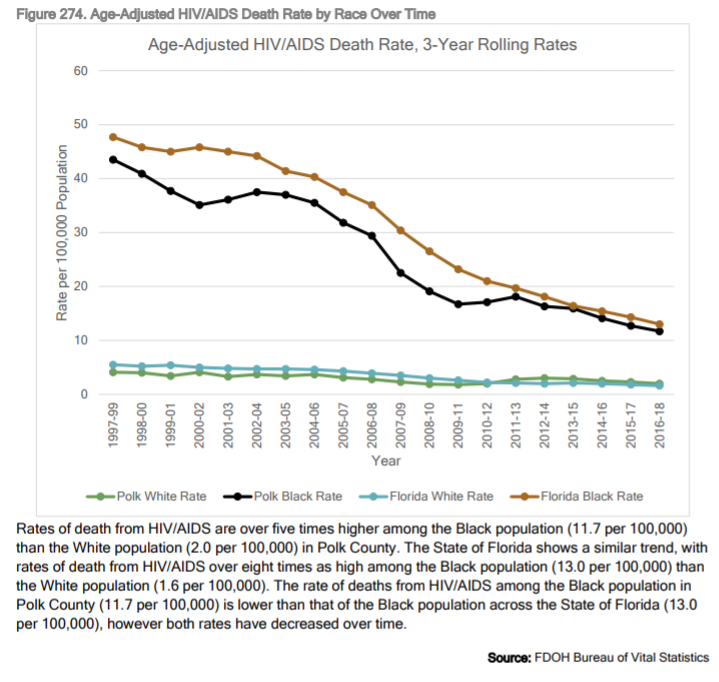 Figure 274. Age-Adjusted HIV/AIDS Death Rate by Race Over Time
Age-Adjusted HIV/AIDS Death Rate, 3-Year Rolling Rates
Rate per 100,000 Population
60
50
40
30
20
10
0
1997-99
1998-00
1999-01
2000-02
2001-03
2002-04
2003-05
2004-06
2005-07
2006-08
2007-09
2008-10
2009-11
2010-12
2011-13
2012-14
2013-15
2014-16
2015-17
2016-18
Year
Polk White Rate Polk Black Rate Florida White Rate Florida Black Rate
Rates of death from HIV/AIDS are over five times higher among the Black population (11.7 per 100,000)
than the White population (2.0 per 100,000) in Polk County. The State of Florida shows a similar trend, with
rates of death from HIV/AIDS over eight times as high among the Black population (13.0 per 100,000) than
the White population (1.6 per 100,000). The rate of deaths from HIV/AIDS among the Black population in
Polk County (11.7 per 100,000) is lower than that of the Black population across the State of Florida (13.0
per 100,000), however both rates have decreased over time.
Source: FDOH Bureau of Vital Statistics